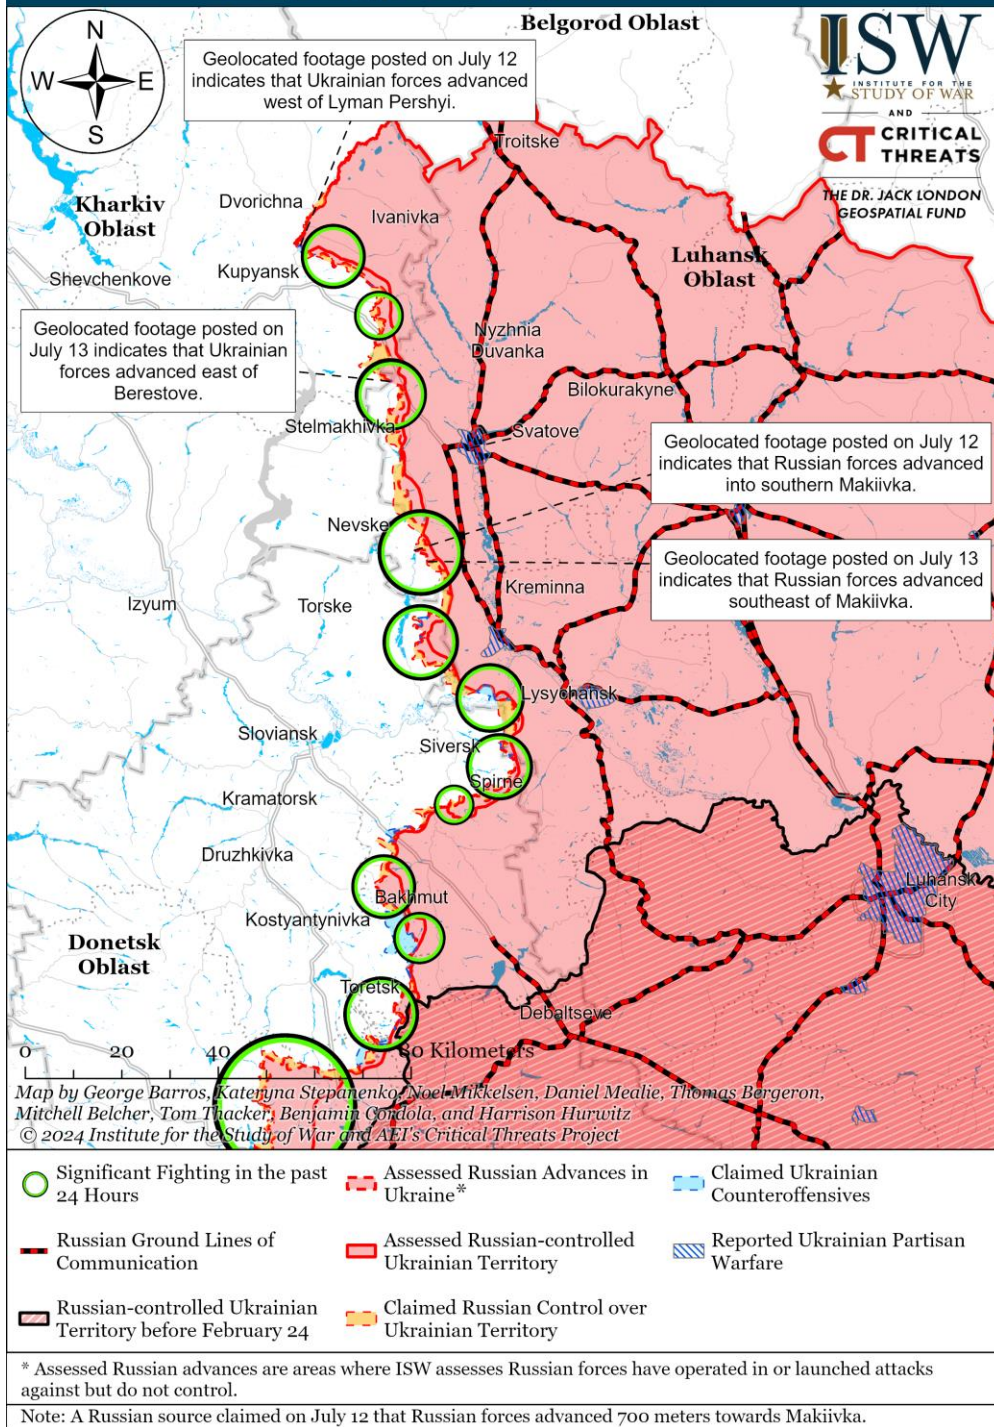 Belgorod Oblast
N
W
E
S
Geolocated footage posted on July 12
indicates that Ukrainian forces advanced
west of Lyman Pershyi.
ISW
INSTITUTE FOR THE
STUDY OF WAR
AND
CT CRITICAL
THREATS
THE DR. JACK LONDON
GEOSPATIAL FUND
Troitske
Kharkiv
Oblast
Dvorichna
Ivanivka
Shevchenkove
Kupyansk
Luhansk
Oblast
Geolocated footage posted on
July 13 indicates that Ukrainian
forces advanced east of
Berestove.
Nyzhnia
Duvanka
Bilokurakyne
Stelmakhivka
Svatove
Geolocated footage posted on July 12
indicates that Russian forces advanced
into southern Makiivka.
Nevske
Geolocated footage posted on July 13
indicates that Russian forces advanced
southeast of Makiivka.
Kreminna
Izyum
Torske
Lysychansk
Sloviansk
Siversk
Spirne
Kramatorsk
Druzhkivka
Bakhmut
Luhansk
City
Kostyantynivka
Donetsk
Oblast
Toretsk
Debaltseve
0 20 40 80 Kilometers
Map by George Barros, Kateryna Stepanenko, Noel Mikkelsen, Daniel Mealie, Thomas Bergeron,
Mitchell Belcher, Tom Thacker, Benjamin Cordola, and Harrison Hurwitz
© 2024 Institute for the Study of War and AEI's Critical Threats Project
Significant Fighting in the past
24 Hours
Assessed Russian Advances in
Ukraine*
Claimed Ukrainian
Counteroffensives
Russian Ground Lines of
Communication
Assessed Russian-controlled
Ukrainian Territory
Reported Ukrainian Partisan
Warfare
Russian-controlled Ukrainian
Territory before February 24
Claimed Russian Control over
Ukrainian Territory
* Assessed Russian advances are areas where ISW assesses Russian forces have operated in or launched attacks
against but do not control.
Note: A Russian source claimed on July 12 that Russian forces advanced 700 meters towards Makiivka.